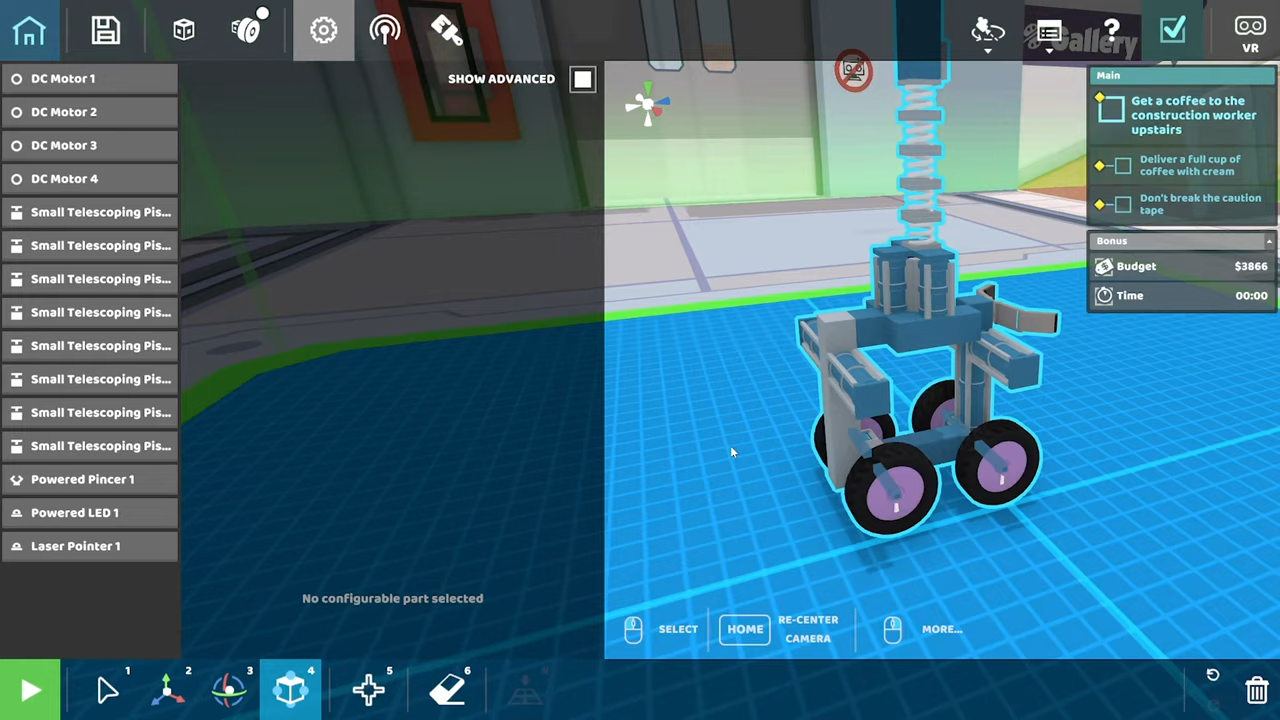 Gallery
VR
DC Motor 1
DC Motor 2
DC Motor 3
DC Motor 4
Small Telescoping Pis...
Small Telescoping Pis...
Small Telescoping Pis...
Small Telescoping Pis...
Small Telescoping Pis...
Small Telescoping Pis...
Small Telescoping Pis...
Small Telescoping Pis...
Powered Pincer 1
Powered LED 1
Laser Pointer 1
SHOW ADVANCED
No configurable part selected
Main
Get a coffee to the
construction worker
upstairs
Deliver a full cup of
coffee with cream
Don't break the caution
tape
Bonus
Budget $3866
Time 00:00
SELECT
HOME
RE-CENTER
CAMERA
MORE...
1
2
3
4
5
6